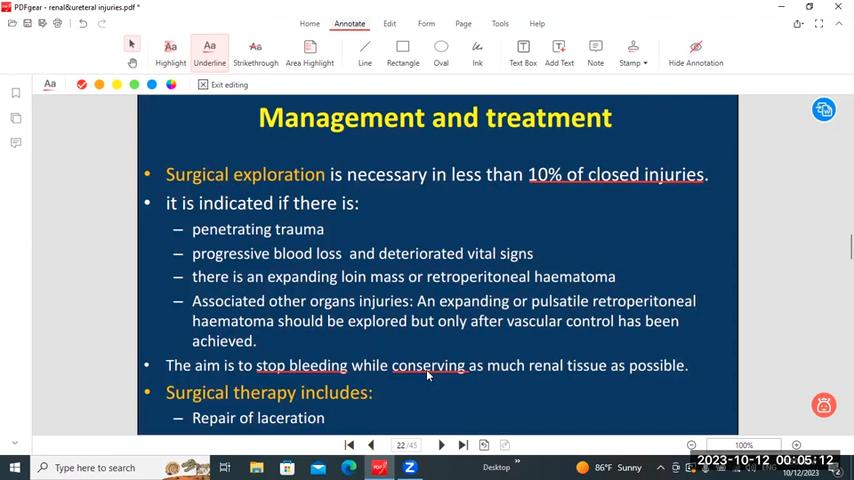 PDFgear - renal&ureteral injuries.pdf *
Home Annotate Edit Form Page Tools Help
Highlight Underline Strikethrough Area Highlight Line Rectangle Oval Ink Text Box Add Text Note Stamp Hide Annotation
Aa Exit editing
Management and treatment
• Surgical exploration is necessary in less than 10% of closed injuries.
• it is indicated if there is:
– penetrating trauma
– progressive blood loss and deteriorated vital signs
– there is an expanding loin mass or retroperitoneal haematoma
– Associated other organs injuries: An expanding or pulsatile retroperitoneal
haematoma should be explored but only after vascular control has been
achieved.
• The aim is to stop bleeding while conserving as much renal tissue as possible.
• Surgical therapy includes:
– Repair of laceration
22/45 100%
2023-10-12 00:05:12
Type here to search Desktop 86°F Sunny
10/12/2023